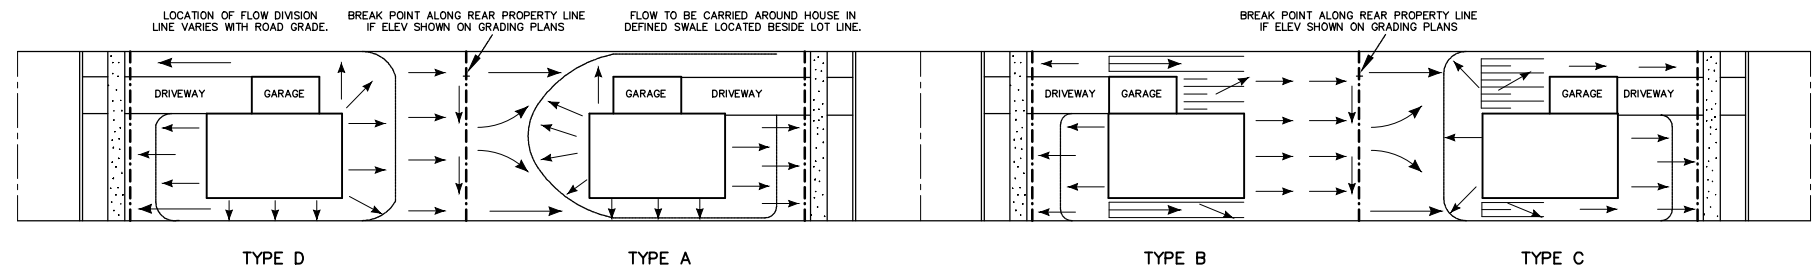 LOCATION OF FLOW DIVISION
LINE VARIES WITH ROAD GRADE.
BREAK POINT ALONG REAR PROPERTY LINE
IF ELEV SHOWN ON GRADING PLANS
FLOW TO BE CARRIED AROUND HOUSE IN
DEFINED SWALE LOCATED BESIDE LOT LINE.
BREAK POINT ALONG REAR PROPERTY LINE
IF ELEV SHOWN ON GRADING PLANS
DRIVEWAY
GARAGE
GARAGE
DRIVEWAY
DRIVEWAY
GARAGE
GARAGE
DRIVEWAY
TYPE D
TYPE A
TYPE B
TYPE C